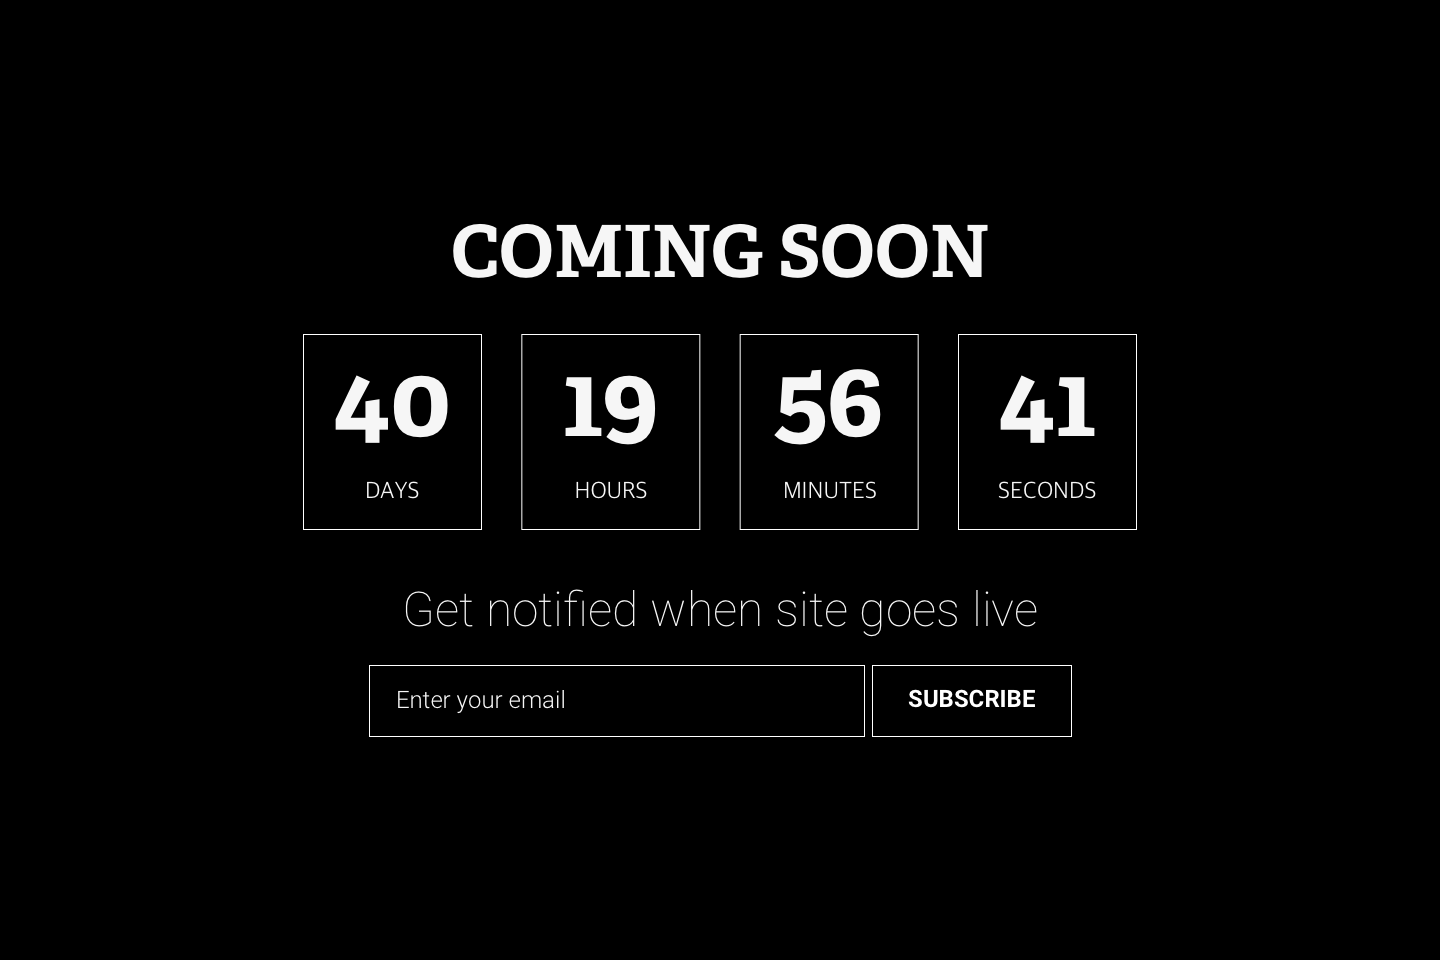 COMING SOON
40 19 56 41
DAYS HOURS MINUTES SECONDS
Get notified when site goes live
Enter your email SUBSCRIBE